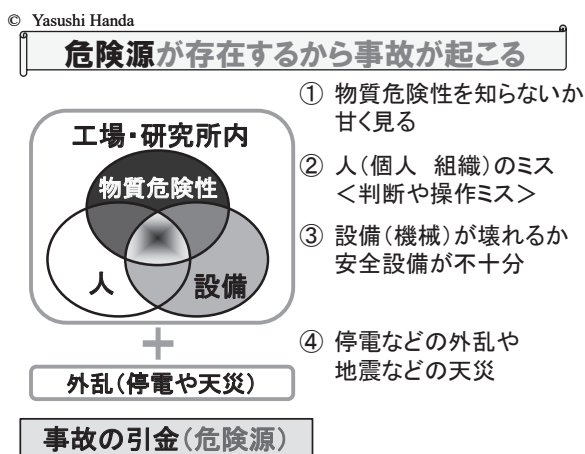 © Yasushi Handa
危険源が存在するから事故が起こる
工場・研究所内
物質危険性
人
設備
+
外乱(停電や天災)
事故の引金(危険源)
① 物質危険性を知らないか
甘く見る
② 人(個人 組織)のミス
<判断や操作ミス>
③ 設備(機械)が壊れるか
安全設備が不十分
④ 停電などの外乱や
地震などの天災